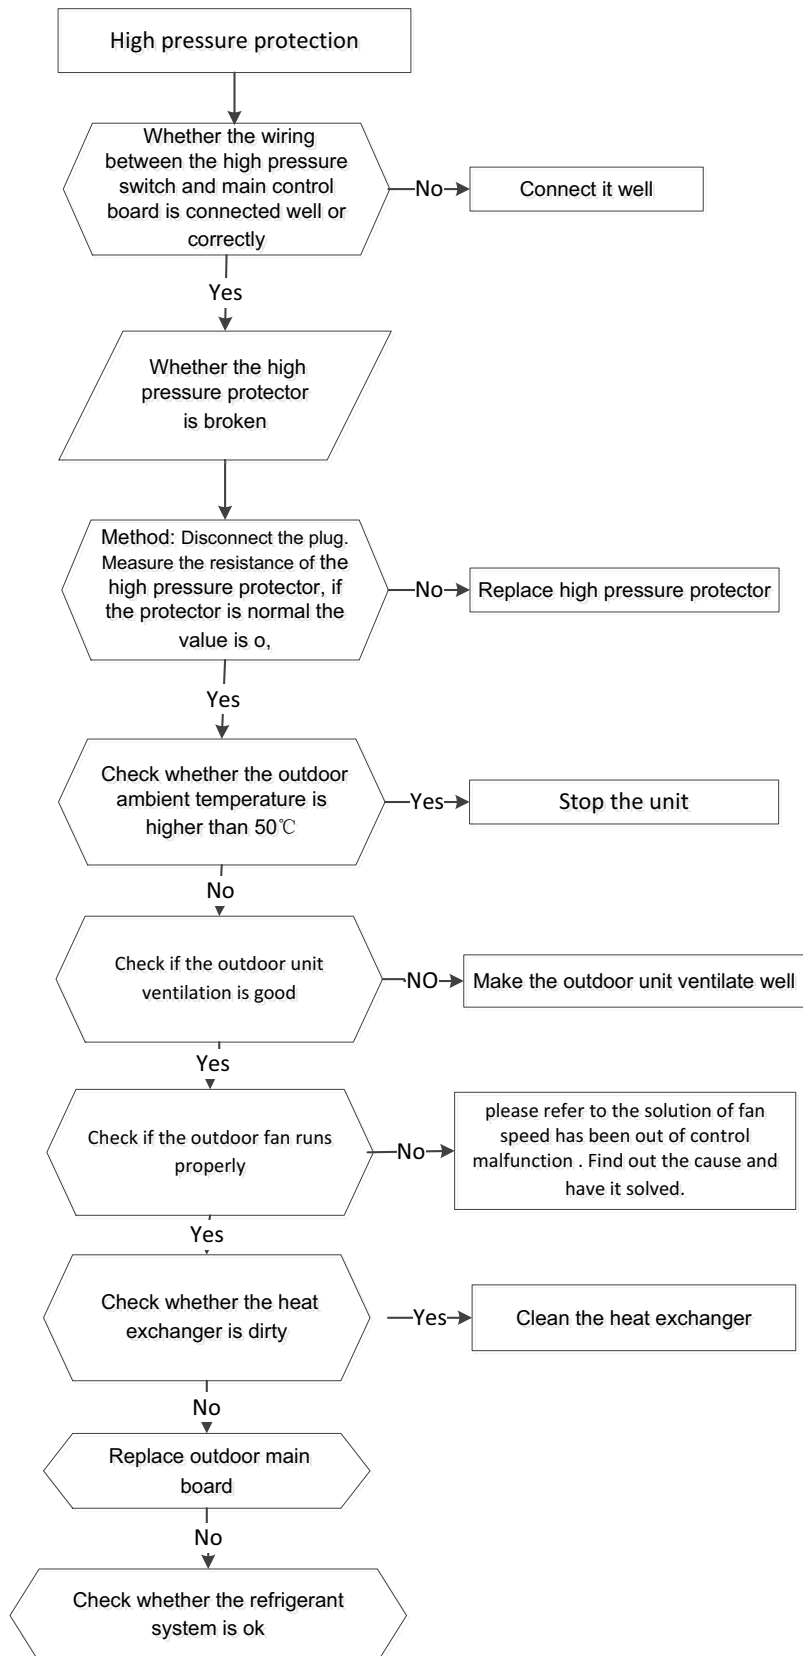 High pressure protection
Whether the wiring
between the high pressure
switch and main control
board is connected well or
correctly
No
Connect it well
Yes
Whether the high
pressure protector
is broken
Method: Disconnect the plug.
Measure the resistance of the
high pressure protector, if
the protector is normal the
value is o,
No
Replace high pressure protector
Yes
Check whether the outdoor
ambient temperature is
higher than 50℃
Yes
Stop the unit
No
Check if the outdoor unit
ventilation is good
NO
Make the outdoor unit ventilate well
Yes
Check if the outdoor fan runs
properly
No
please refer to the solution of fan
speed has been out of control
malfunction . Find out the cause and
have it solved.
Yes
Check whether the heat
exchanger is dirty
Yes
Clean the heat exchanger
No
Replace outdoor main
board
No
Check whether the refrigerant
system is ok